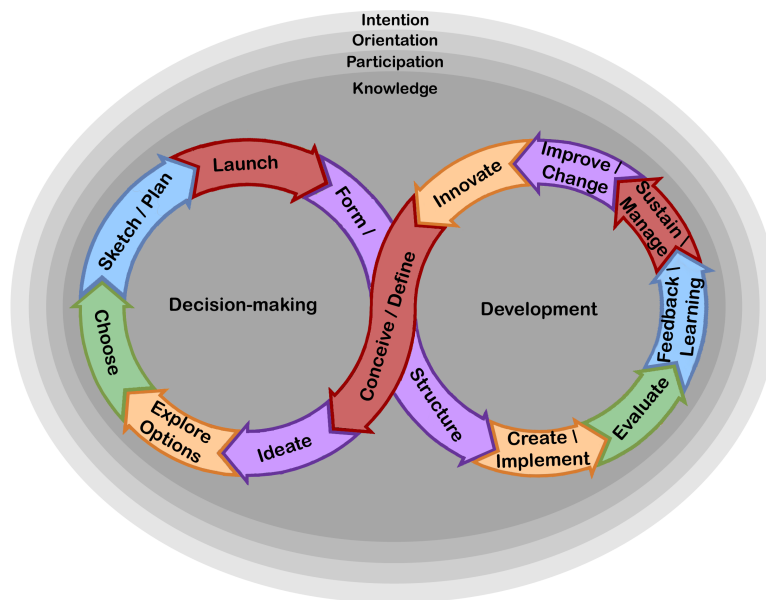 Intention
Orientation
Participation
Knowledge
Launch
Form /
Structure
Sketch / Plan
Choose
Explore
Options
Ideate
Conceive / Define
Decision-making
Innovate
Improve /
Change
Sustain /
Manage
Feedback \
Learning
Evaluate
Create \
Implement
Development